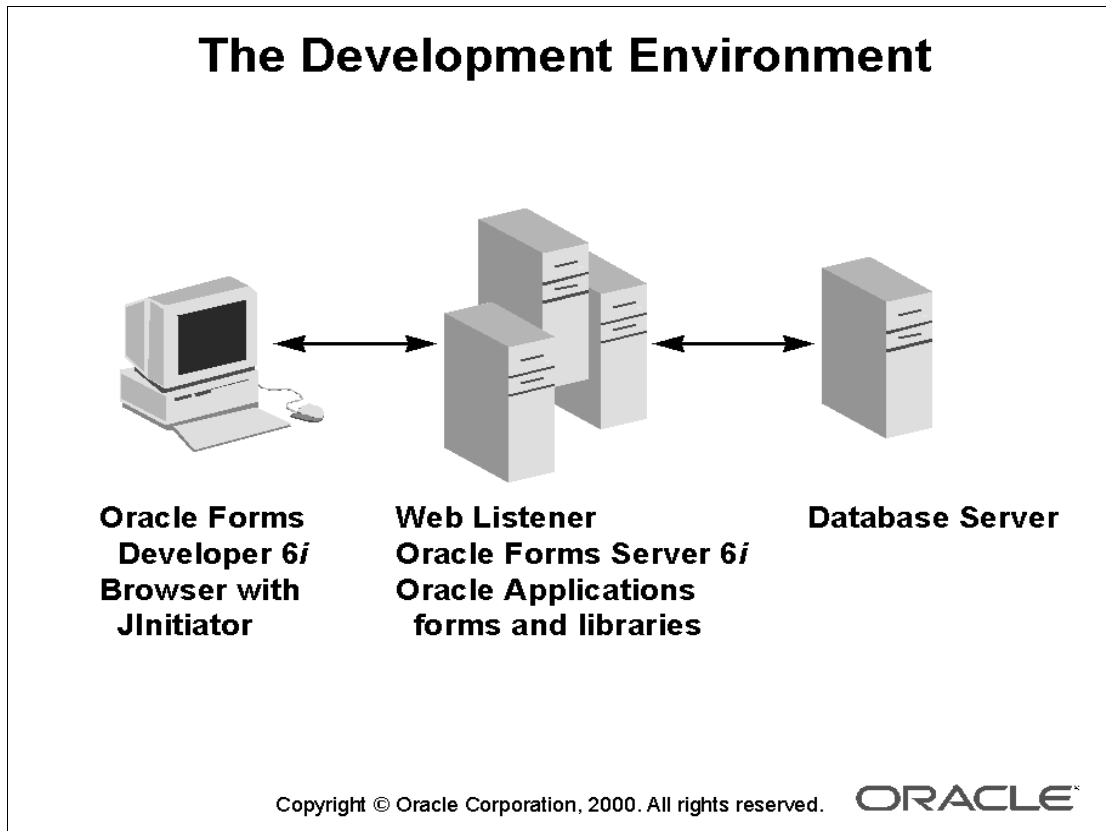 The Development Environment
Oracle Forms
Developer 6i
Browser with
JInitiator
Web Listener
Oracle Forms Server 6i
Oracle Applications
forms and libraries
Database Server
Copyright © Oracle Corporation, 2000. All rights reserved.
ORACLE